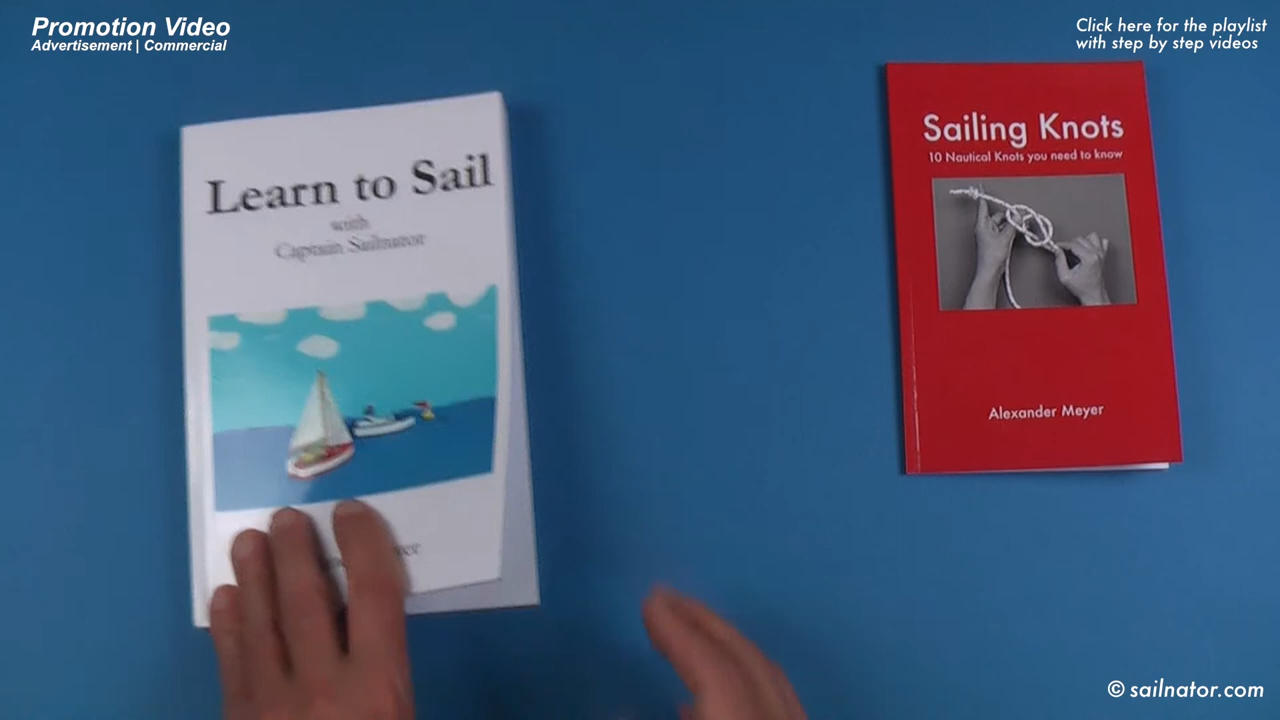 Promotion Video
Advertisement | Commercial
Click here for the playlist
with step by step videos
Learn to Sail
with
Captain Sailnator
Sailing Knots
10 Nautical Knots you need to know
Alexander Meyer
© sailnator.com